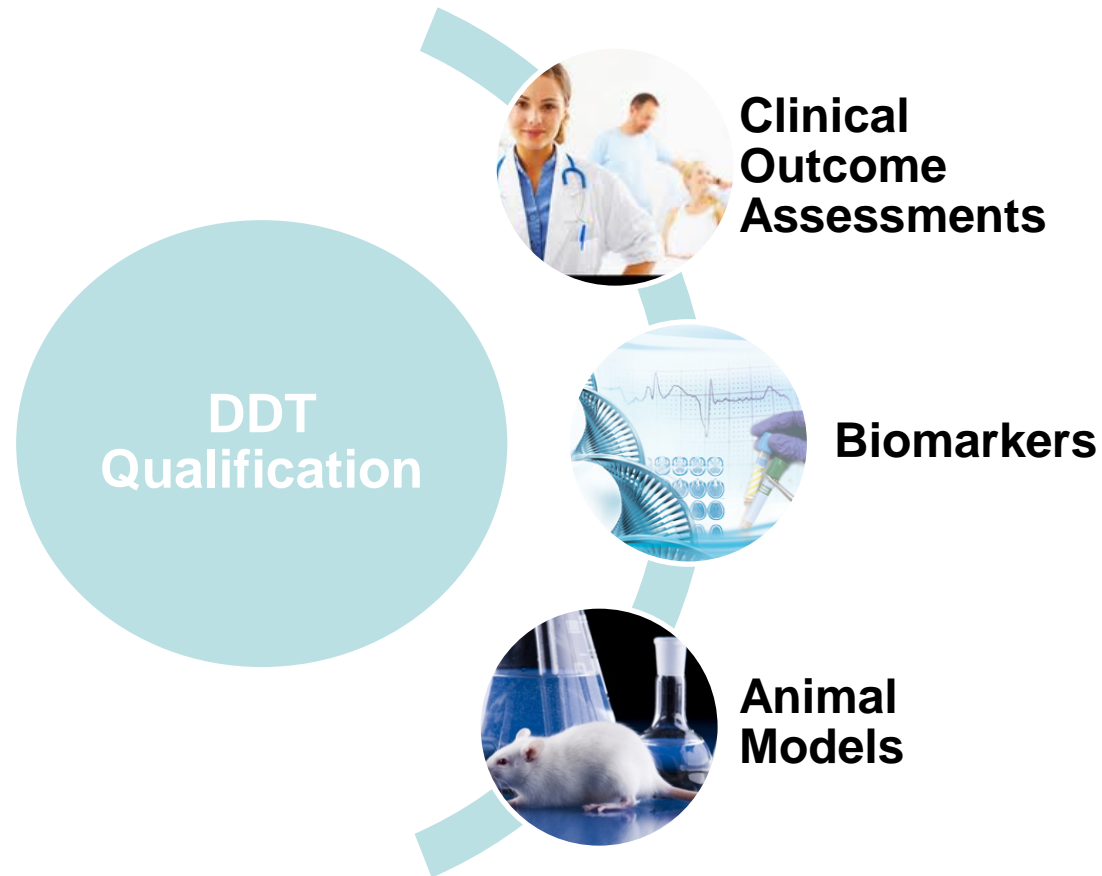 Clinical
Outcome
Assessments
DDT
Qualification
Biomarkers
Animal
Models